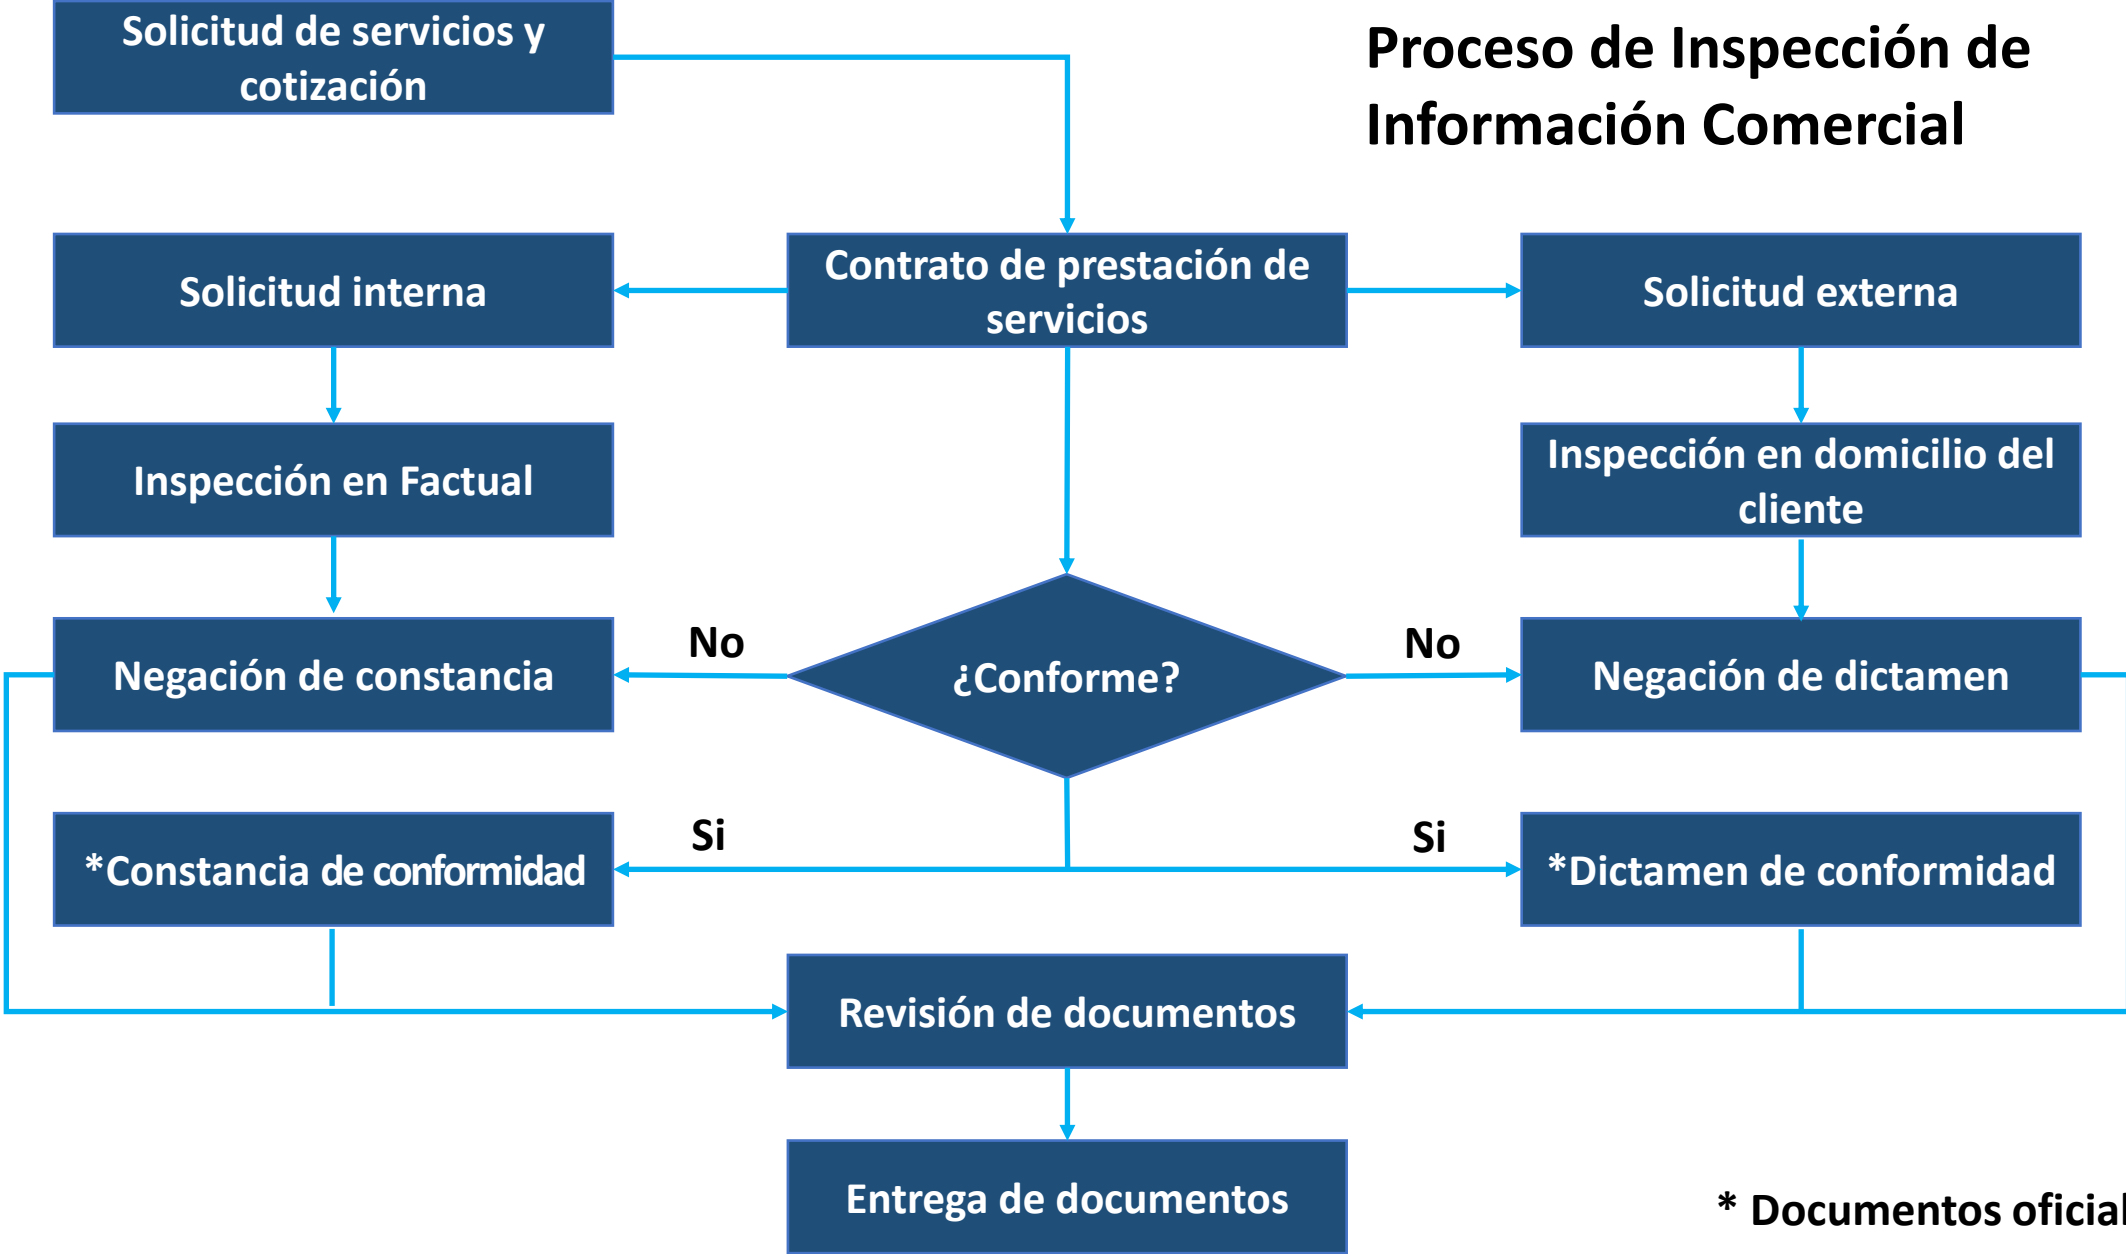 Solicitud de servicios y
cotización
Proceso de Inspección de
Información Comercial
Solicitud interna
Contrato de prestación de
servicios
Solicitud externa
Inspección en Factual
Inspección en domicilio del
cliente
Negación de constancia
No
¿Conforme?
No
Negación de dictamen
*Constancia de conformidad
Si
Si
*Dictamen de conformidad
Revisión de documentos
Entrega de documentos
* Documentos oficial